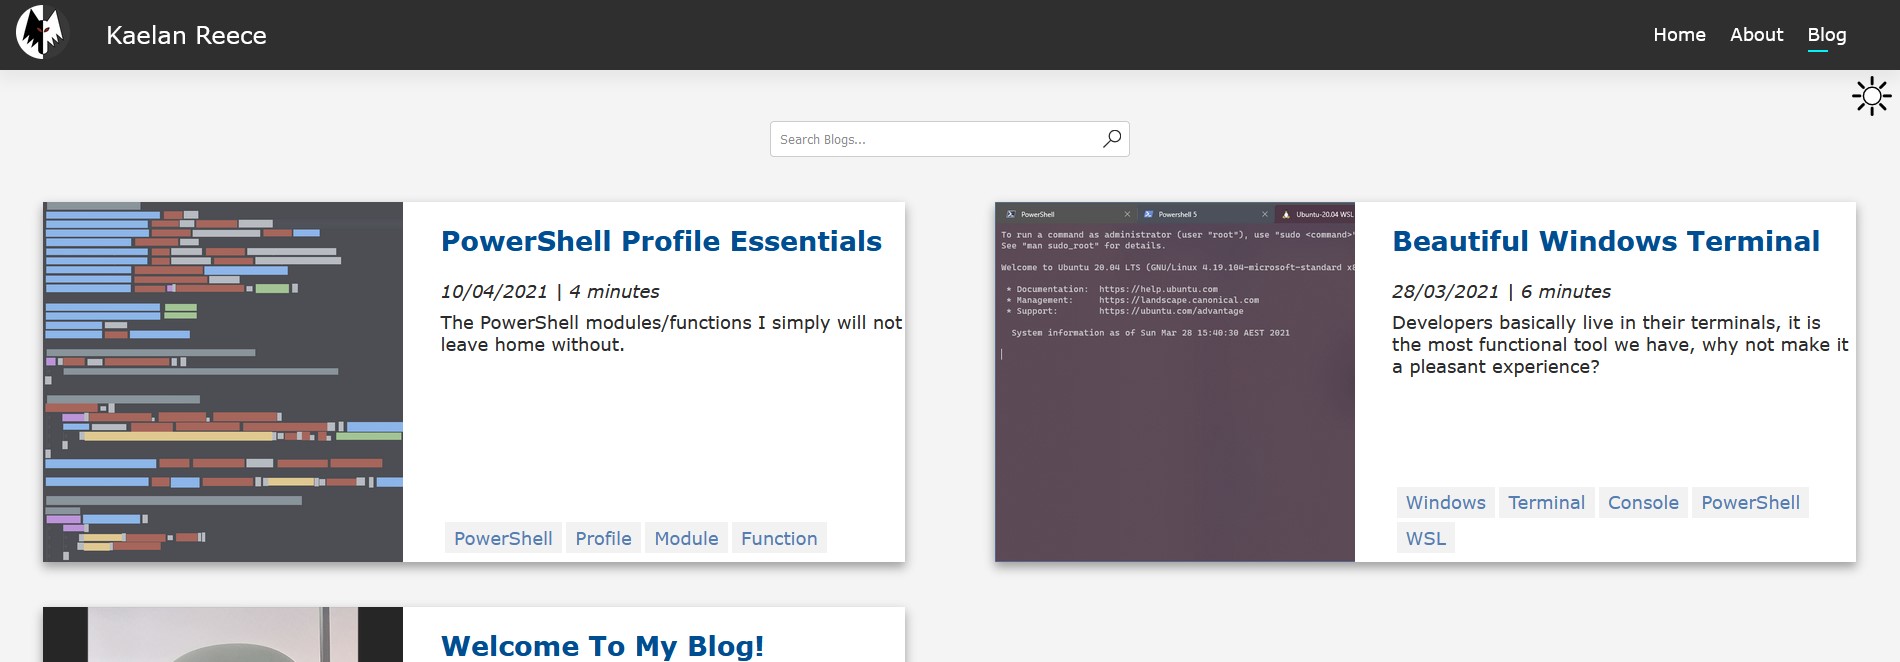 Kaelan Reece
Home
About
Blog
Search Blogs...
PowerShell Profile Essentials
10/04/2021 | 4 minutes
The PowerShell modules/functions I simply will not
leave home without.
PowerShell
Profile
Module
Function
PowerShell
Powershell 5
Ubuntu-20.04 WSL
To run a command as administrator (user "root"), use "sudo <command>"
See "man sudo_root" for details.
Welcome to Ubuntu 20.04 LTS (GNU/Linux 4.19.104-microsoft-standard x8
* Documentation: https://help.ubuntu.com
* Management: https://landscape.canonical.com
* Support: https://ubuntu.com/advantage
System information as of Sun Mar 28 15:40:30 AEST 2021
Beautiful Windows Terminal
28/03/2021 | 6 minutes
Developers basically live in their terminals, it is
the most functional tool we have, why not make it
a pleasant experience?
Windows
Terminal
Console
PowerShell
WSL
Welcome To My Blog!